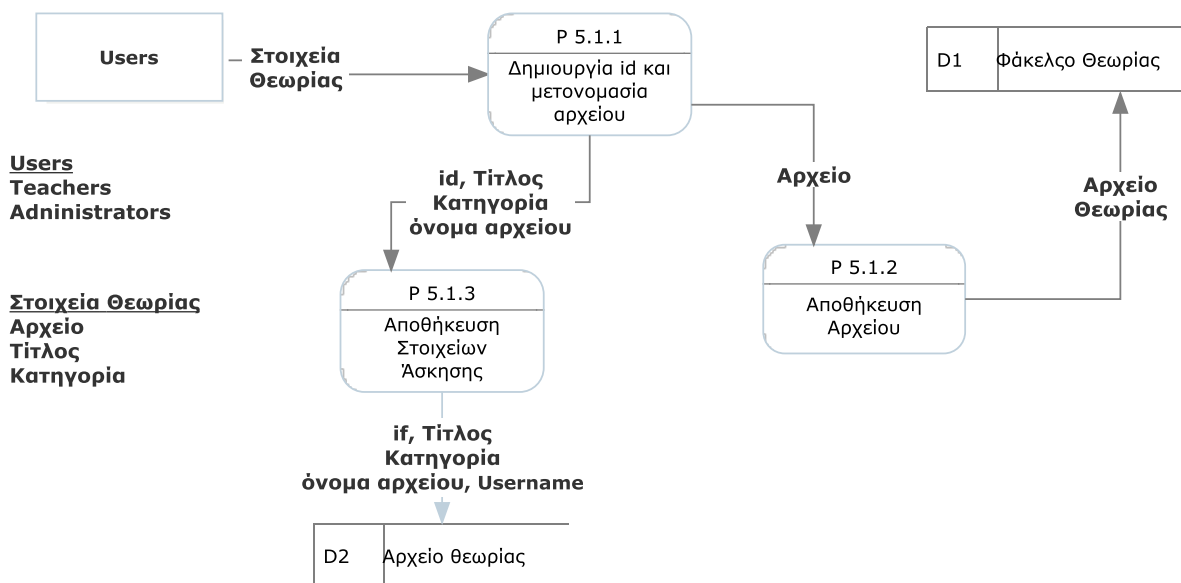 Users
Στοιχεία
Θεωρίας
P 5.1.1
Δημιουργία id και
μετονομασία
αρχείου
D1
Φάκελςο Θεωρίας
Users
Teachers
Adninistrators
id, Τίτλος
Κατηγορία
όνομα αρχείου
Αρχείο
Αρχείο
Θεωρίας
Στοιχεία Θεωρίας
Αρχείο
Τίτλος
Κατηγορία
P 5.1.3
Αποθήκευση
Στοιχείων
Άσκησης
P 5.1.2
Αποθήκευση
Αρχείου
if, Τίτλος
Κατηγορία
όνομα αρχείου, Username
D2
Αρχείο θεωρίας